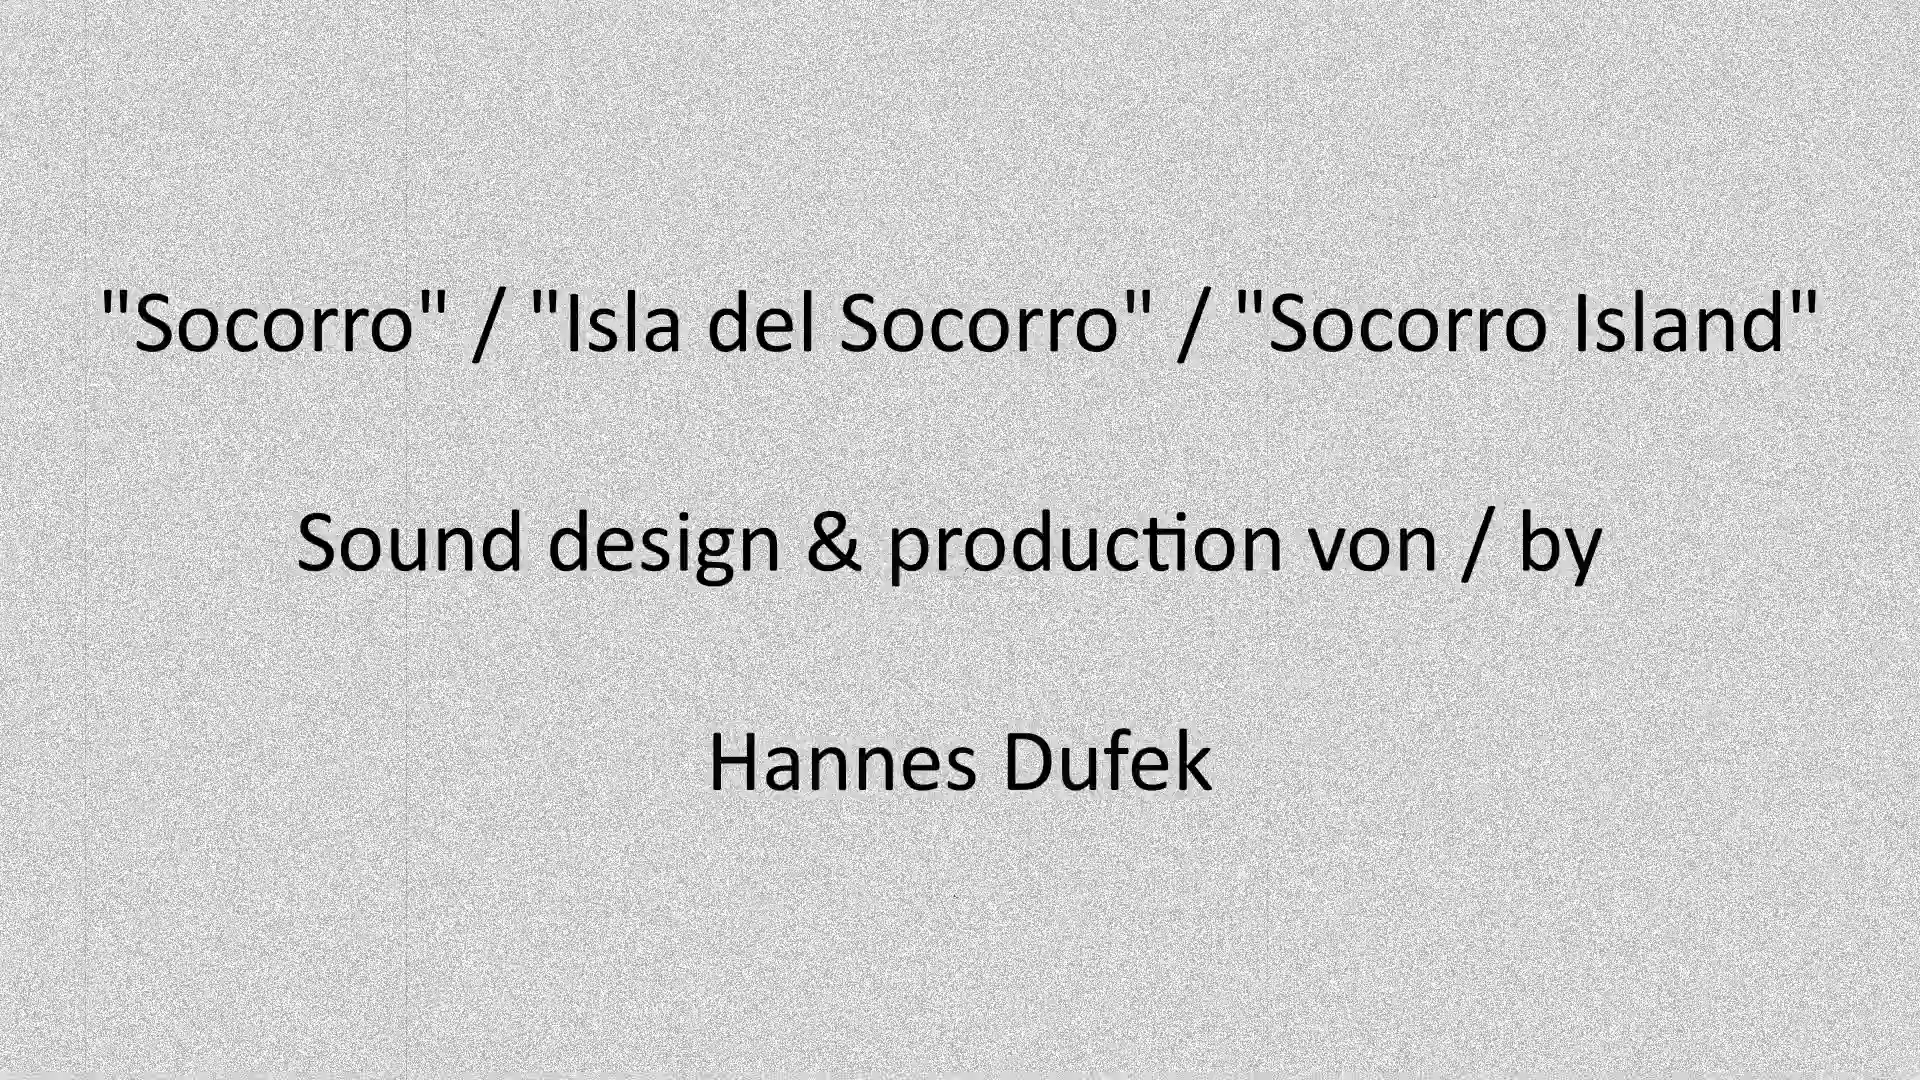 "Socorro" / "Isla del Socorro" / "Socorro Island"
Sound design & production von / by
Hannes Dufek